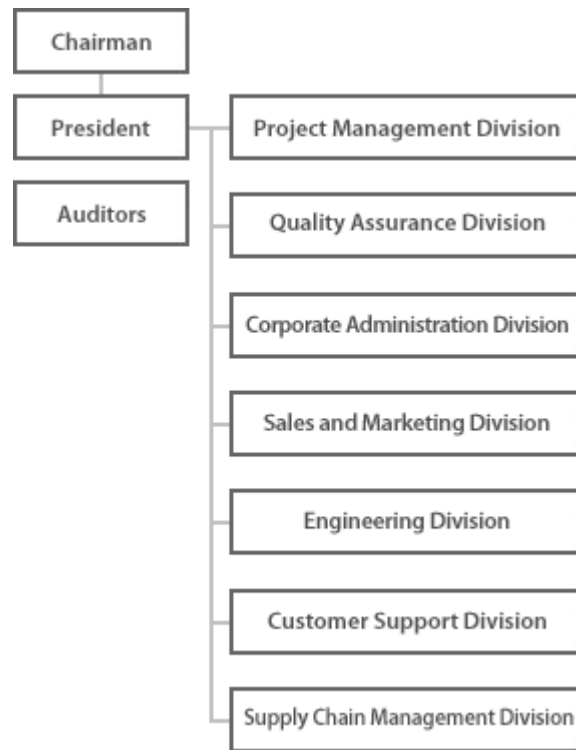 Chairman
President
Auditors
Project Management Division
Quality Assurance Division
Corporate Administration Division
Sales and Marketing Division
Engineering Division
Customer Support Division
Supply Chain Management Division